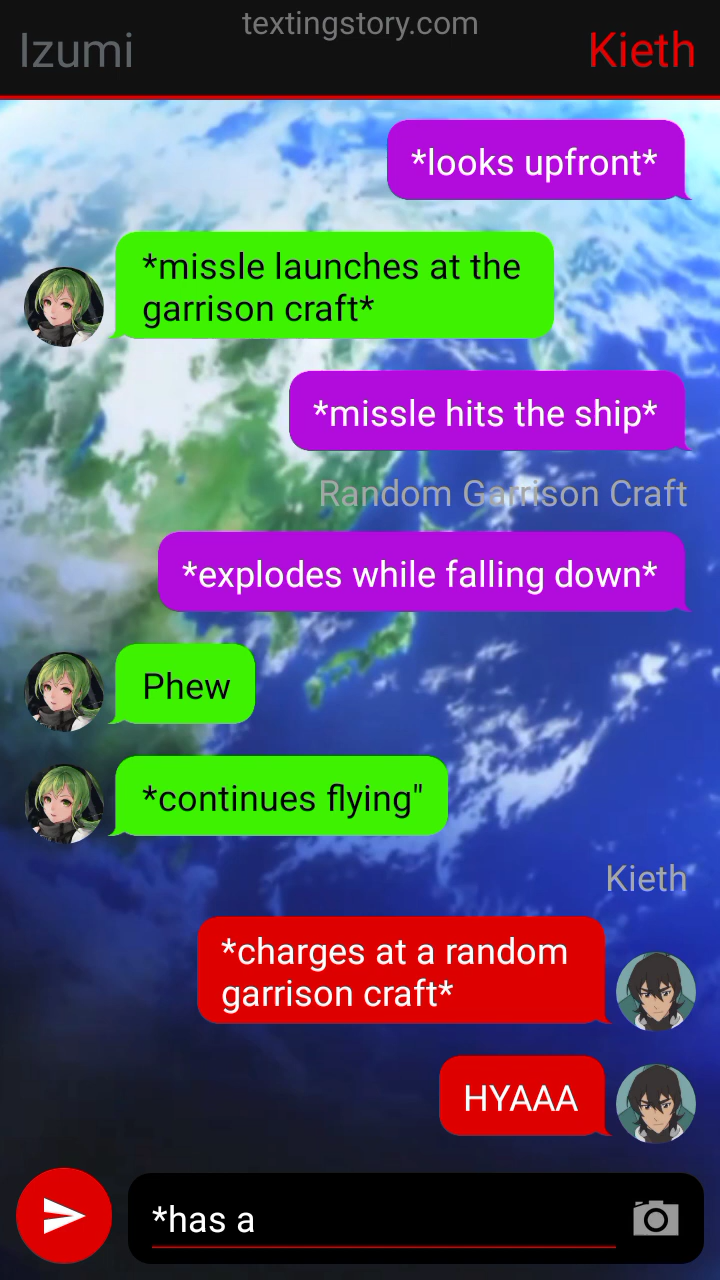 textingstory.com
Izumi
Kieth
*looks upfront*
*missle launches at the
garrison craft*
*missle hits the ship*
Random Garrison Craft
*explodes while falling down*
Phew
*continues flying"
Kieth
*charges at a random
garrison craft*
HYAAA
*has a